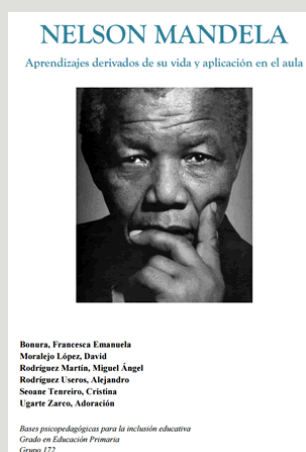 NELSON MANDELA
Aprendizajes derivados de su vida y aplicación en el aula
Bonura, Francesca Emanuela
Moralejo López, David
Rodríguez Martín, Miguel Ángel
Rodríguez Useros, Alejandro
Seoane Tenreiro, Cristina
Ugarte Zarco, Adoración
Bases psicopedagógicas para la inclusión educativa
Grado en Educación Primaria
Grupo 172